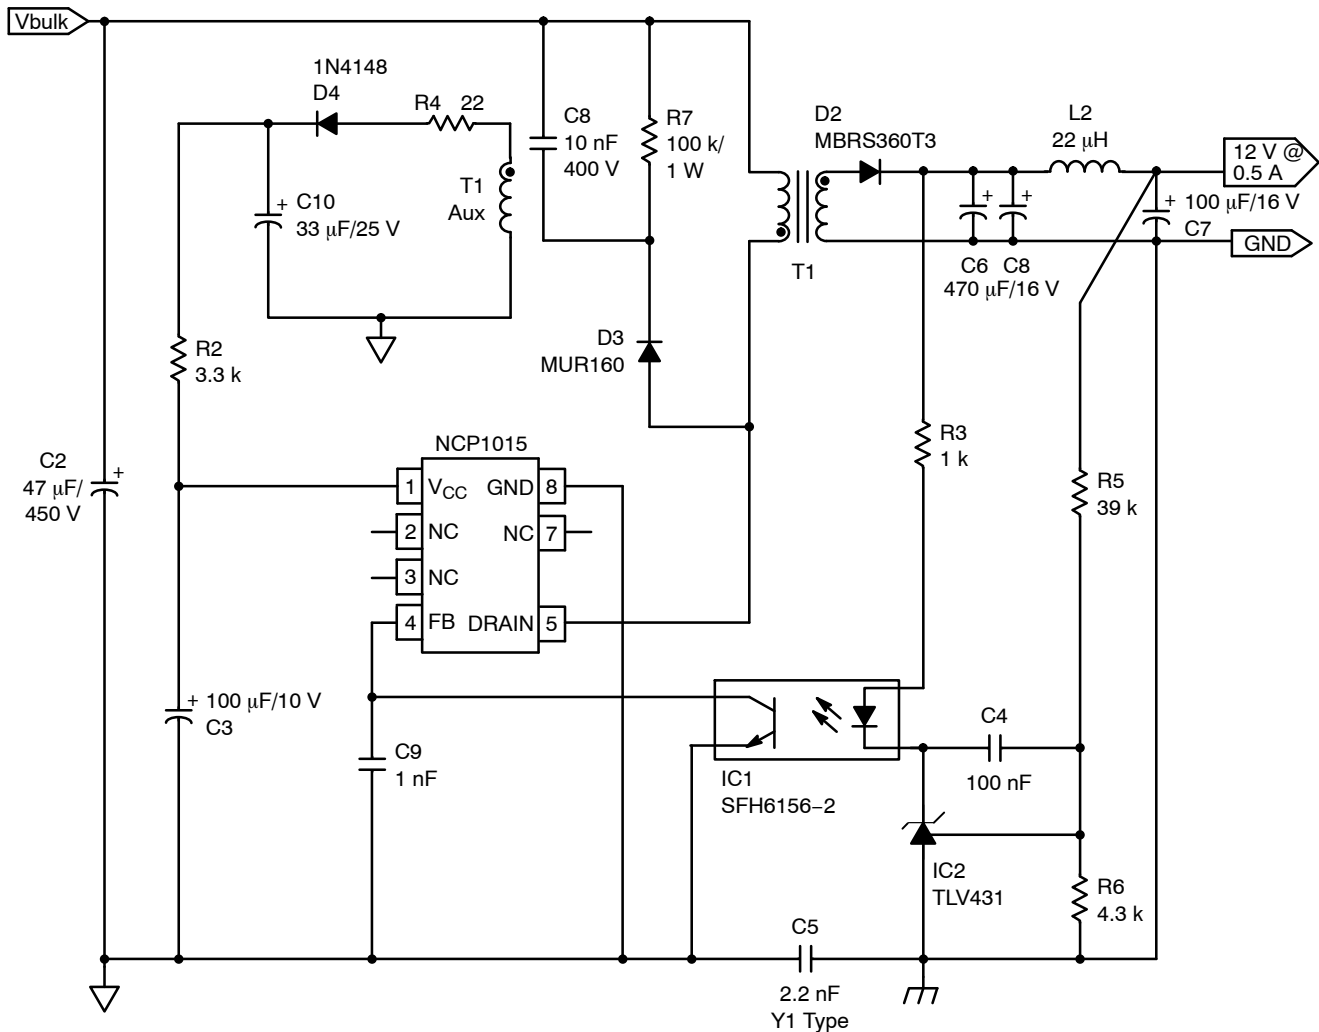 Vbulk
1N4148
D4
R4 22
C8
10 nF
400 V
R7
100 k/
1 W
D2
MBRS360T3
L2
22 μH
12 V @
0.5 A
T1
Aux
+ C10
33 μF/25 V
+
+
+ 100 μF/16 V
C7
GND
T1
C6 C8
470 μF/16 V
R2
3.3 k
D3
MUR160
NCP1015
R3
1 k
C2
47 μF/
450 V
+
1 VCC GND 8
2 NC NC 7
3 NC
4 FB DRAIN 5
R5
39 k
+ 100 μF/10 V
C3
C9
1 nF
IC1
SFH6156−2
C4
100 nF
IC2
TLV431
R6
4.3 k
C5
2.2 nF
Y1 Type